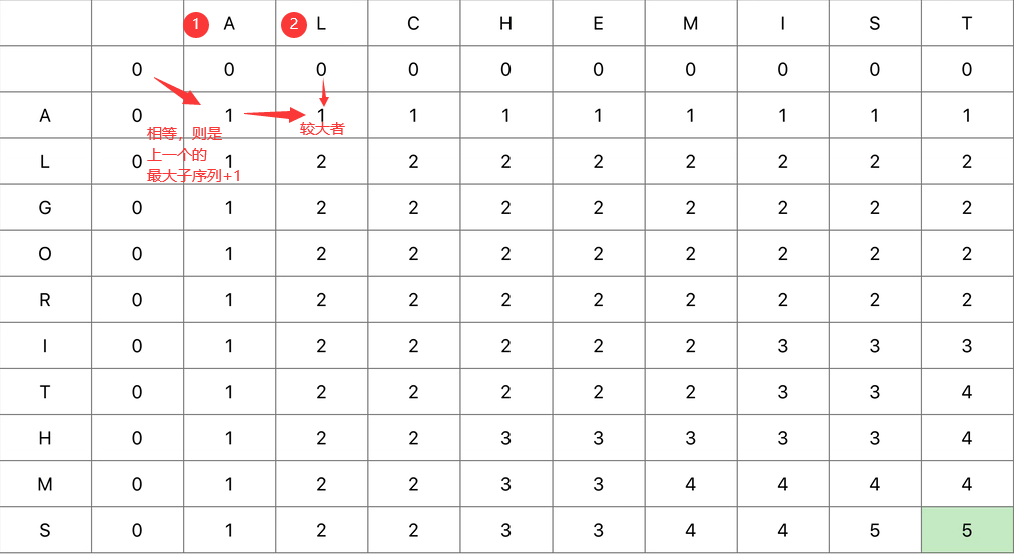 1 A 2 L C H E M I S T
0 0 0 0 0 0 0 0 0 0
A 0 1 1 1 1 1 1 1 1 1
较大者
相等，则是
上一个的
最大子序列+1
L 0 1 2 2 2 2 2 2 2 2
G 0 1 2 2 2 2 2 2 2 2
O 0 1 2 2 2 2 2 2 2 2
R 0 1 2 2 2 2 2 2 2 2
I 0 1 2 2 2 2 2 3 3 3
T 0 1 2 2 2 2 2 3 3 4
H 0 1 2 2 3 3 3 3 3 4
M 0 1 2 2 3 3 4 4 4 4
S 0 1 2 2 3 3 4 4 5 5